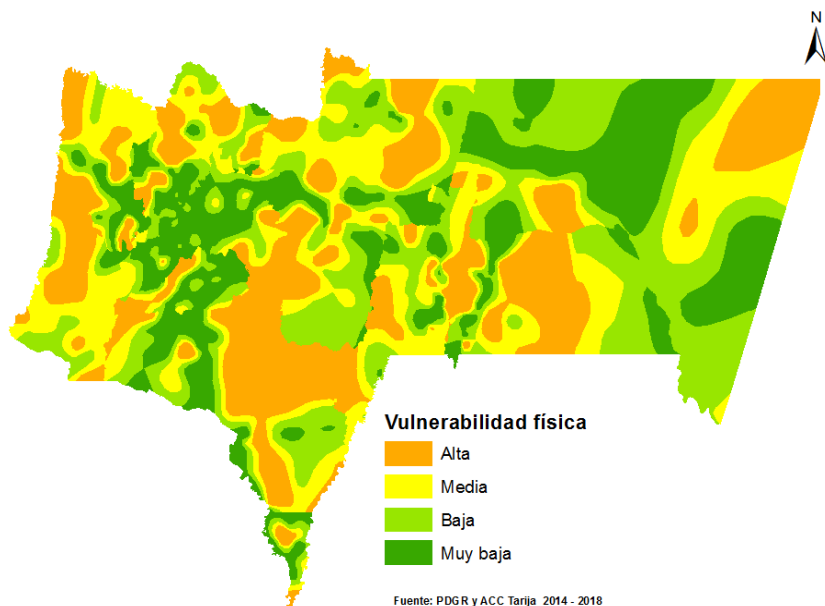 N
Vulnerabilidad física
Alta
Media
Baja
Muy baja
Fuente: PDGR y ACC Tarija 2014 - 2018